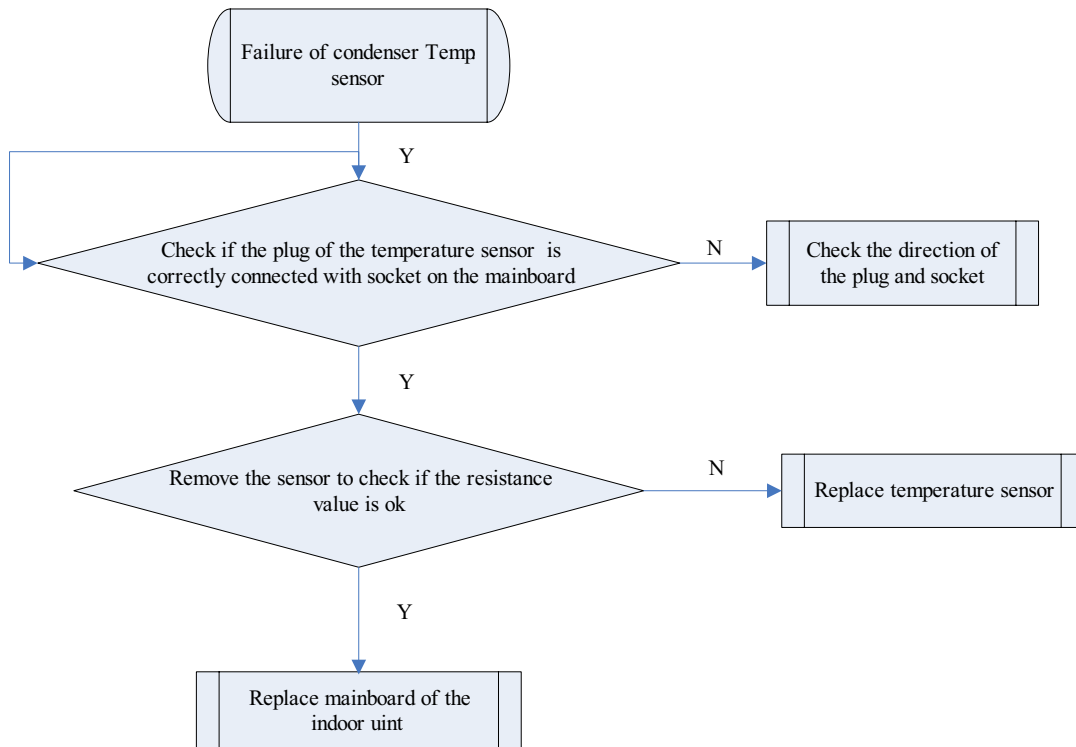 Failure of condenser Temp
sensor
Y
Check if the plug of the temperature sensor is
correctly connected with socket on the mainboard
N
Check the direction of
the plug and socket
Y
Remove the sensor to check if the resistance
value is ok
N
Replace temperature sensor
Y
Replace mainboard of the
indoor uint